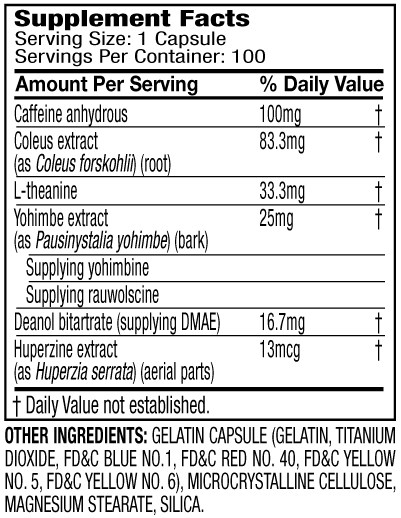 Supplement Facts
Serving Size: 1 Capsule
Servings Per Container: 100
Amount Per Serving % Daily Value
Caffeine anhydrous 100mg †
Coleus extract 83.3mg †
(as Coleus forskohlii) (root)
L-theanine 33.3mg †
Yohimbe extract 25mg †
(as Pausinystalia yohimbe) (bark)
Supplying yohimbine
Supplying rauwolscine
Deanol bitartrate (supplying DMAE) 16.7mg †
Huperzine extract 13mcg †
(as Huperzia serrata) (aerial parts)
† Daily Value not established.
OTHER INGREDIENTS: GELATIN CAPSULE (GELATIN, TITANIUM
DIOXIDE, FD&C BLUE NO.1, FD&C RED NO. 40, FD&C YELLOW
NO. 5, FD&C YELLOW NO. 6), MICROCRYSTALLINE CELLULOSE,
MAGNESIUM STEARATE, SILICA.